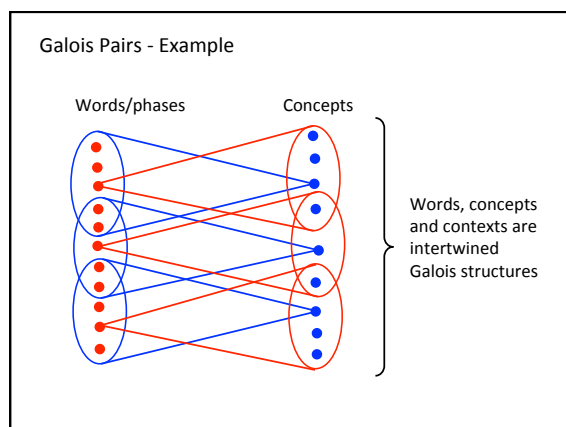 Galois Pairs - Example
Words/phases
Concepts
Words, concepts
and contexts are
intertwined
Galois structures